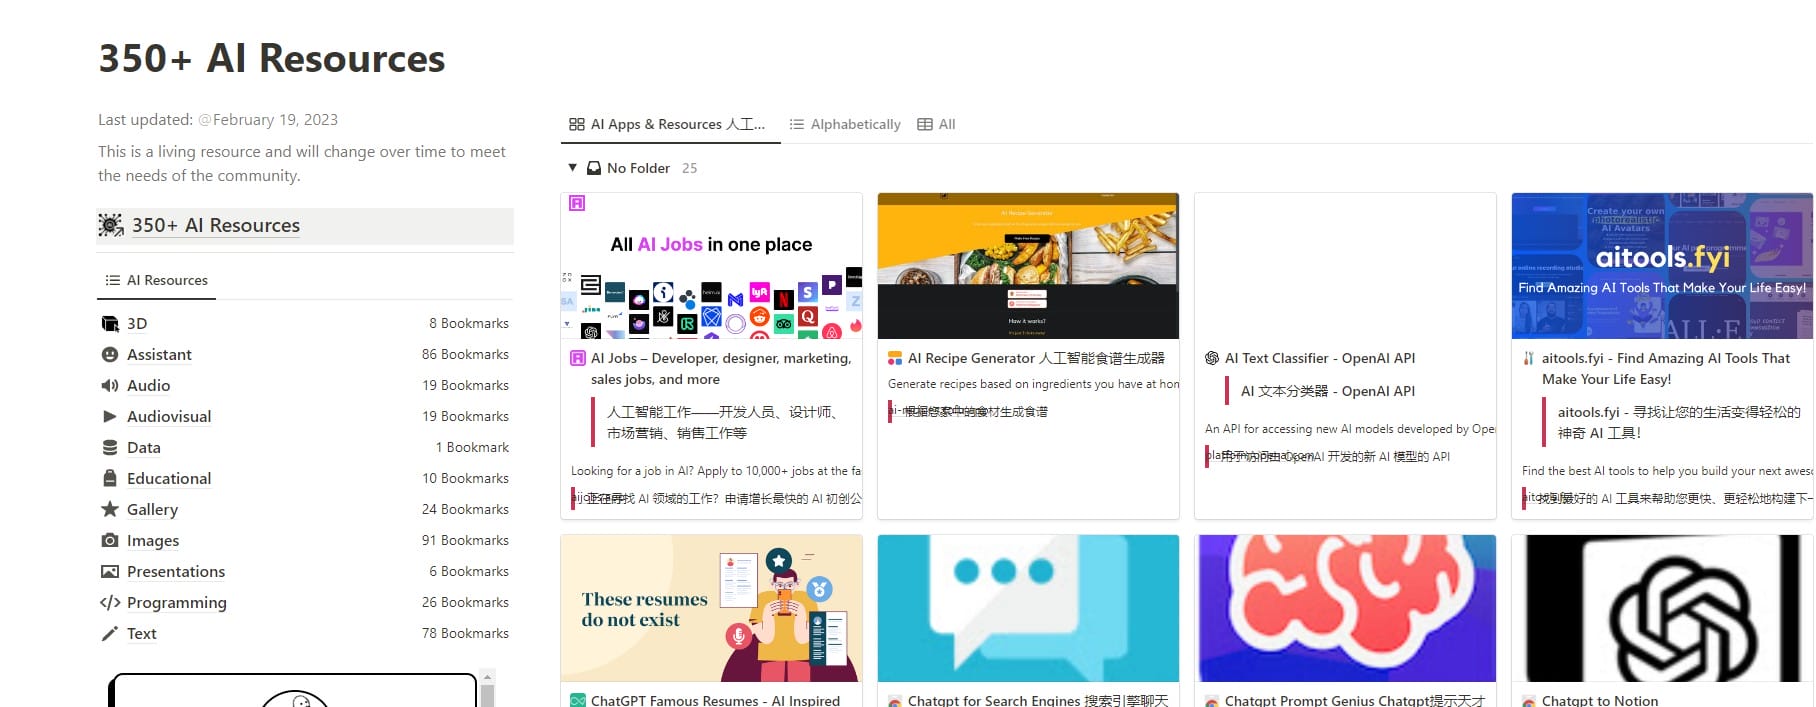 350+ AI Resources
Last updated: @February 19, 2023
This is a living resource and will change over time to meet
the needs of the community.
350+ AI Resources
AI Resources
3D 8 Bookmarks
Assistant 86 Bookmarks
Audio 19 Bookmarks
Audiovisual 19 Bookmarks
Data 1 Bookmark
Educational 10 Bookmarks
Gallery 24 Bookmarks
Images 91 Bookmarks
Presentations 6 Bookmarks
Programming 26 Bookmarks
Text 78 Bookmarks
AI Apps & Resources 人工... Alphabetically All
No Folder 25
All AI Jobs in one place
AI Jobs – Developer, designer, marketing,
sales jobs, and more
人工智能工作——开发人员、设计师、
市场营销、销售工作等
Looking for a job in AI? Apply to 10,000+ jobs at the fa
正在寻找 AI 领域的工作？申请增长最快的 AI 初创公
AI Recipe Generator
How it works?
AI Recipe Generator 人工智能食谱生成器
Generate recipes based on ingredients you have at hom
根据您家中的食材生成食谱
AI Text Classifier - OpenAI API
AI 文本分类器 - OpenAI API
An API for accessing new AI models developed by Oper
用于访问由 OpenAI 开发的新 AI 模型的 API
Create your own
photorealistic
AI Avatars
aitools.fyi
Find Amazing AI Tools That Make Your Life Easy!
aitools.fyi - Find Amazing AI Tools That
Make Your Life Easy!
aitools.fyi - 寻找让您的生活变得轻松的
神奇 AI 工具！
Find the best AI tools to help you build your next aweso
找到最好的 AI 工具来帮助您更快、更轻松地构建下一
These resumes
do not exist
ChatGPT Famous Resumes - AI Inspired
Chatgpt for Search Engines 搜索引擎聊天
Chatgpt Prompt Genius Chatgpt提示天才
Chatgpt to Notion